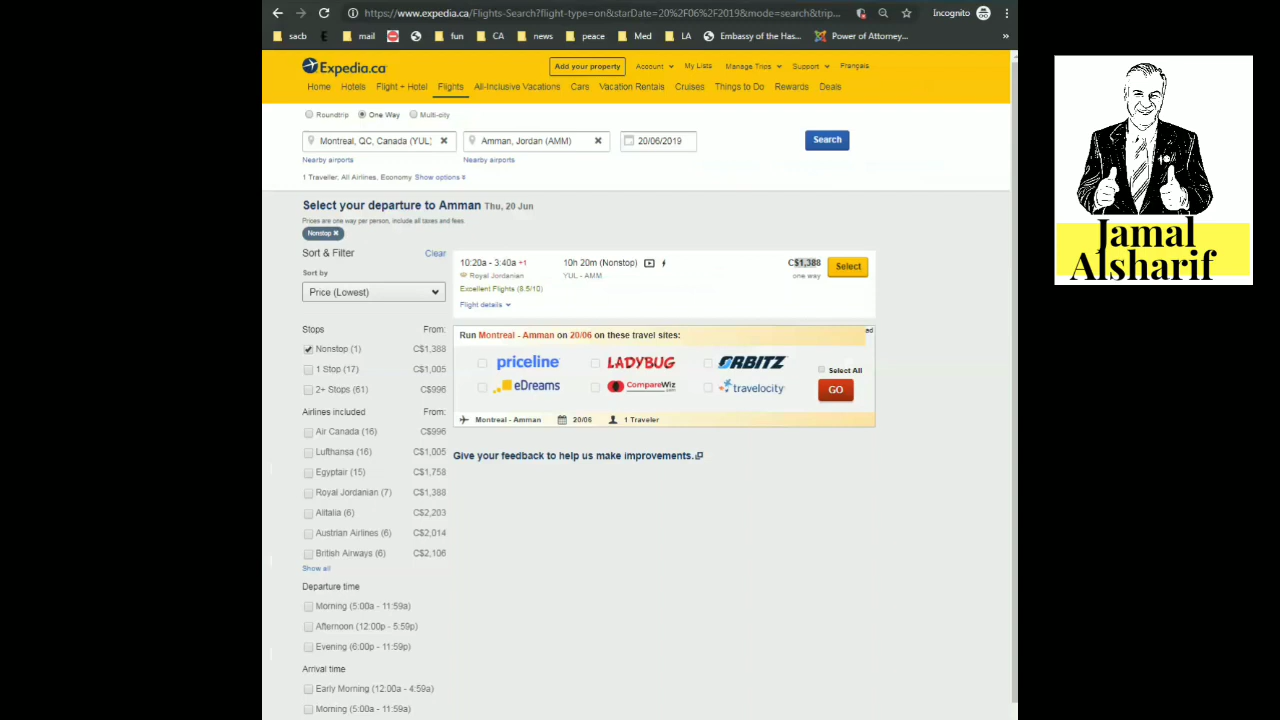 https://www.expedia.ca/Flights-Search?flight-type=on&starDate=20%2F06%2F2019&mode=search&trip...
Incognito
sacb
mail
fun
CA
news
peace
Med
LA
Embassy of the Has...
Power of Attorney...
»
Expedia.ca
Add your property
Account
My Lists
Manage Trips
Support
Français
Home
Hotels
Flight + Hotel
Flights
All-Inclusive Vacations
Cars
Vacation Rentals
Cruises
Things to Do
Rewards
Deals
Roundtrip
One Way
Multi-city
Montreal, QC, Canada (YUL)
Amman, Jordan (AMM)
20/06/2019
Search
Nearby airports
Nearby airports
1 Traveller, All Airlines, Economy Show options
Select your departure to Amman Thu, 20 Jun
Prices are one way per person, include all taxes and fees.
Nonstop
Sort & Filter
Clear
Sort by
Price (Lowest)
10:20a - 3:40a +1
10h 20m (Nonstop)
C$1,388
Select
Royal Jordanian
YUL - AMM
one way
Excellent Flights (8.5/10)
Flight details
Stops From:
Nonstop (1) C$1,388
1 Stop (17) C$1,005
2+ Stops (61) C$996
Airlines included From:
Air Canada (16) C$996
Lufthansa (16) C$1,005
Egyptair (15) C$1,758
Royal Jordanian (7) C$1,388
Alitalia (6) C$2,203
Austrian Airlines (6) C$2,014
British Airways (6) C$2,106
Show all
Departure time
Morning (5:00a - 11:59a)
Afternoon (12:00p - 5:59p)
Evening (6:00p - 11:59p)
Arrival time
Early Morning (12:00a - 4:59a)
Morning (5:00a - 11:59a)
Run Montreal - Amman on 20/06 on these travel sites:
ad
priceline
LADYBUG
ORBITZ
Select All
eDreams
CompareWiz
travelocity
GO
Montreal - Amman
20/06
1 Traveler
Give your feedback to help us make improvements.
Jamal
Alsharif